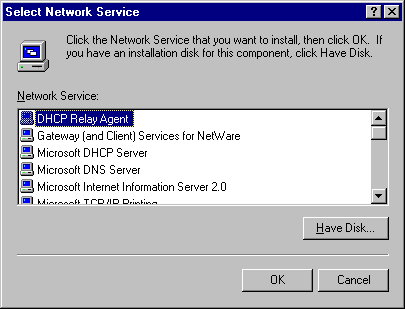 Select Network Service
Click the Network Service that you want to install, then click OK. If
you have an installation disk for this component, click Have Disk.
Network Service:
DHCP Relay Agent
Gateway (and Client) Services for NetWare
Microsoft DHCP Server
Microsoft DNS Server
Microsoft Internet Information Server 2.0
Microsoft TCP/IP Printing
Have Disk...
OK
Cancel